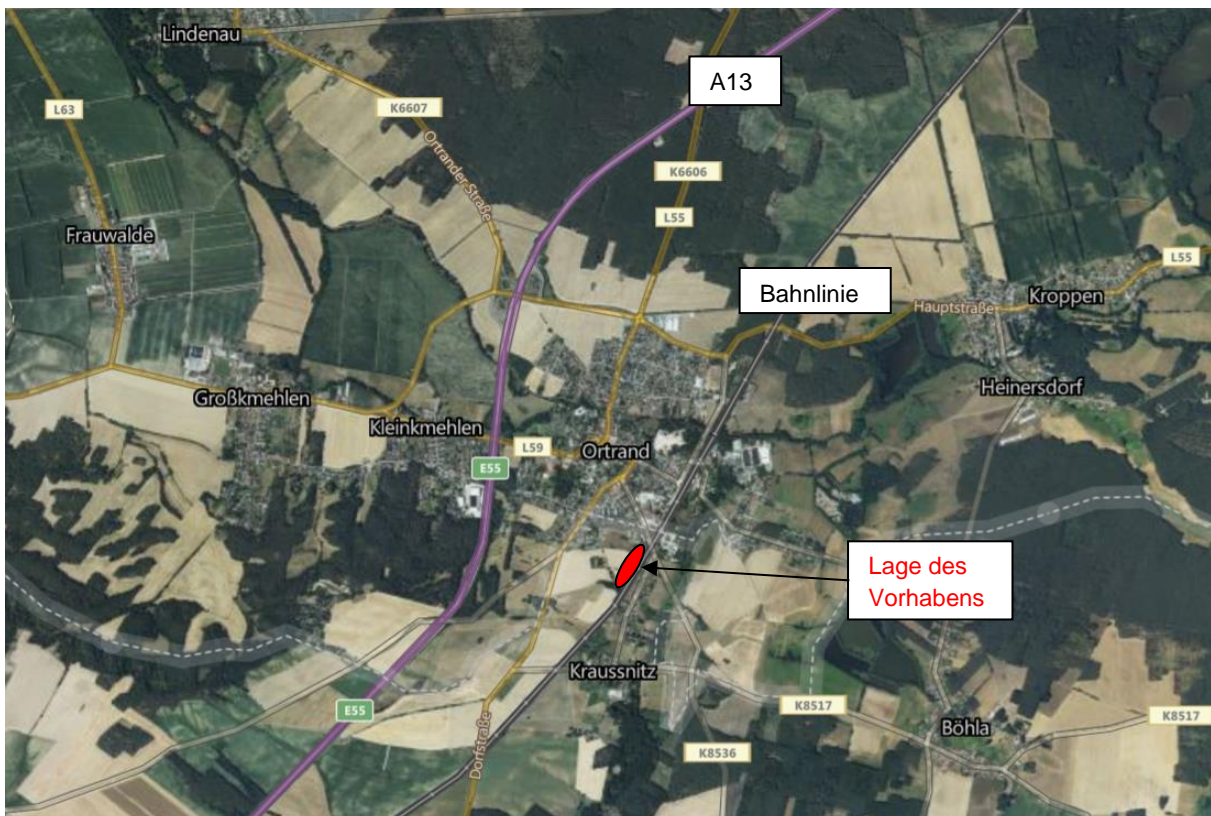 Lindenau
A13
L63
K6607
Ortrander Straße
K6606
L55
Frauwalde
L55
Bahnlinie
Hauptstraße
Kroppen
Großkmehlen
Heinersdorf
Kleinkmehlen
L59
Ortrand
E55
Lage des
Vorhabens
Kraussnitz
E55
K8517
K8517
Böhla
Dorfstraße
K8536